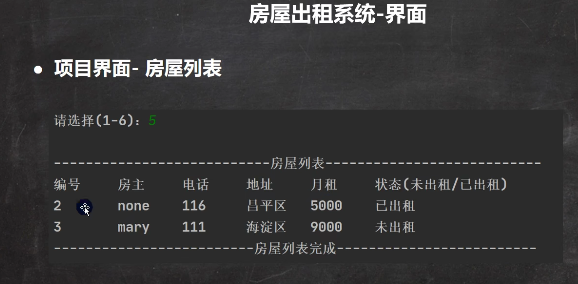 房屋出租系统-界面
● 项目界面- 房屋列表
请选择(1-6): 5
---------------------------房屋列表---------------------------
编号 房主 电话 地址 月租 状态(未出租/已出租)
2 none 116 昌平区 5000 已出租
3 mary 111 海淀区 9000 未出租
-------------------------房屋列表完成-------------------------